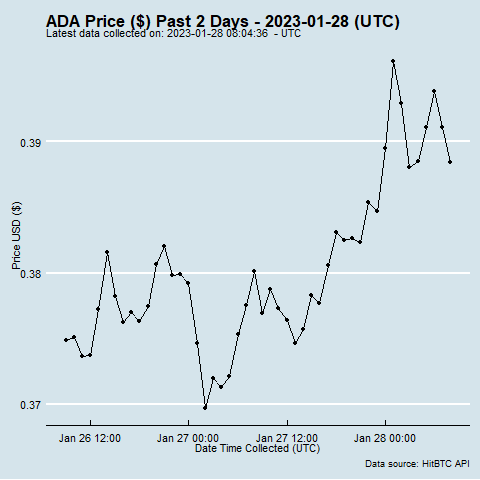 ADA Price ($) Past 2 Days - 2023-01-28 (UTC)
Latest data collected on: 2023-01-28 08:04:36 - UTC
0.39
0.38
0.37
Price USD ($)
Jan 26 12:00
Jan 27 00:00
Jan 27 12:00
Jan 28 00:00
Date Time Collected (UTC)
Data source: HitBTC API